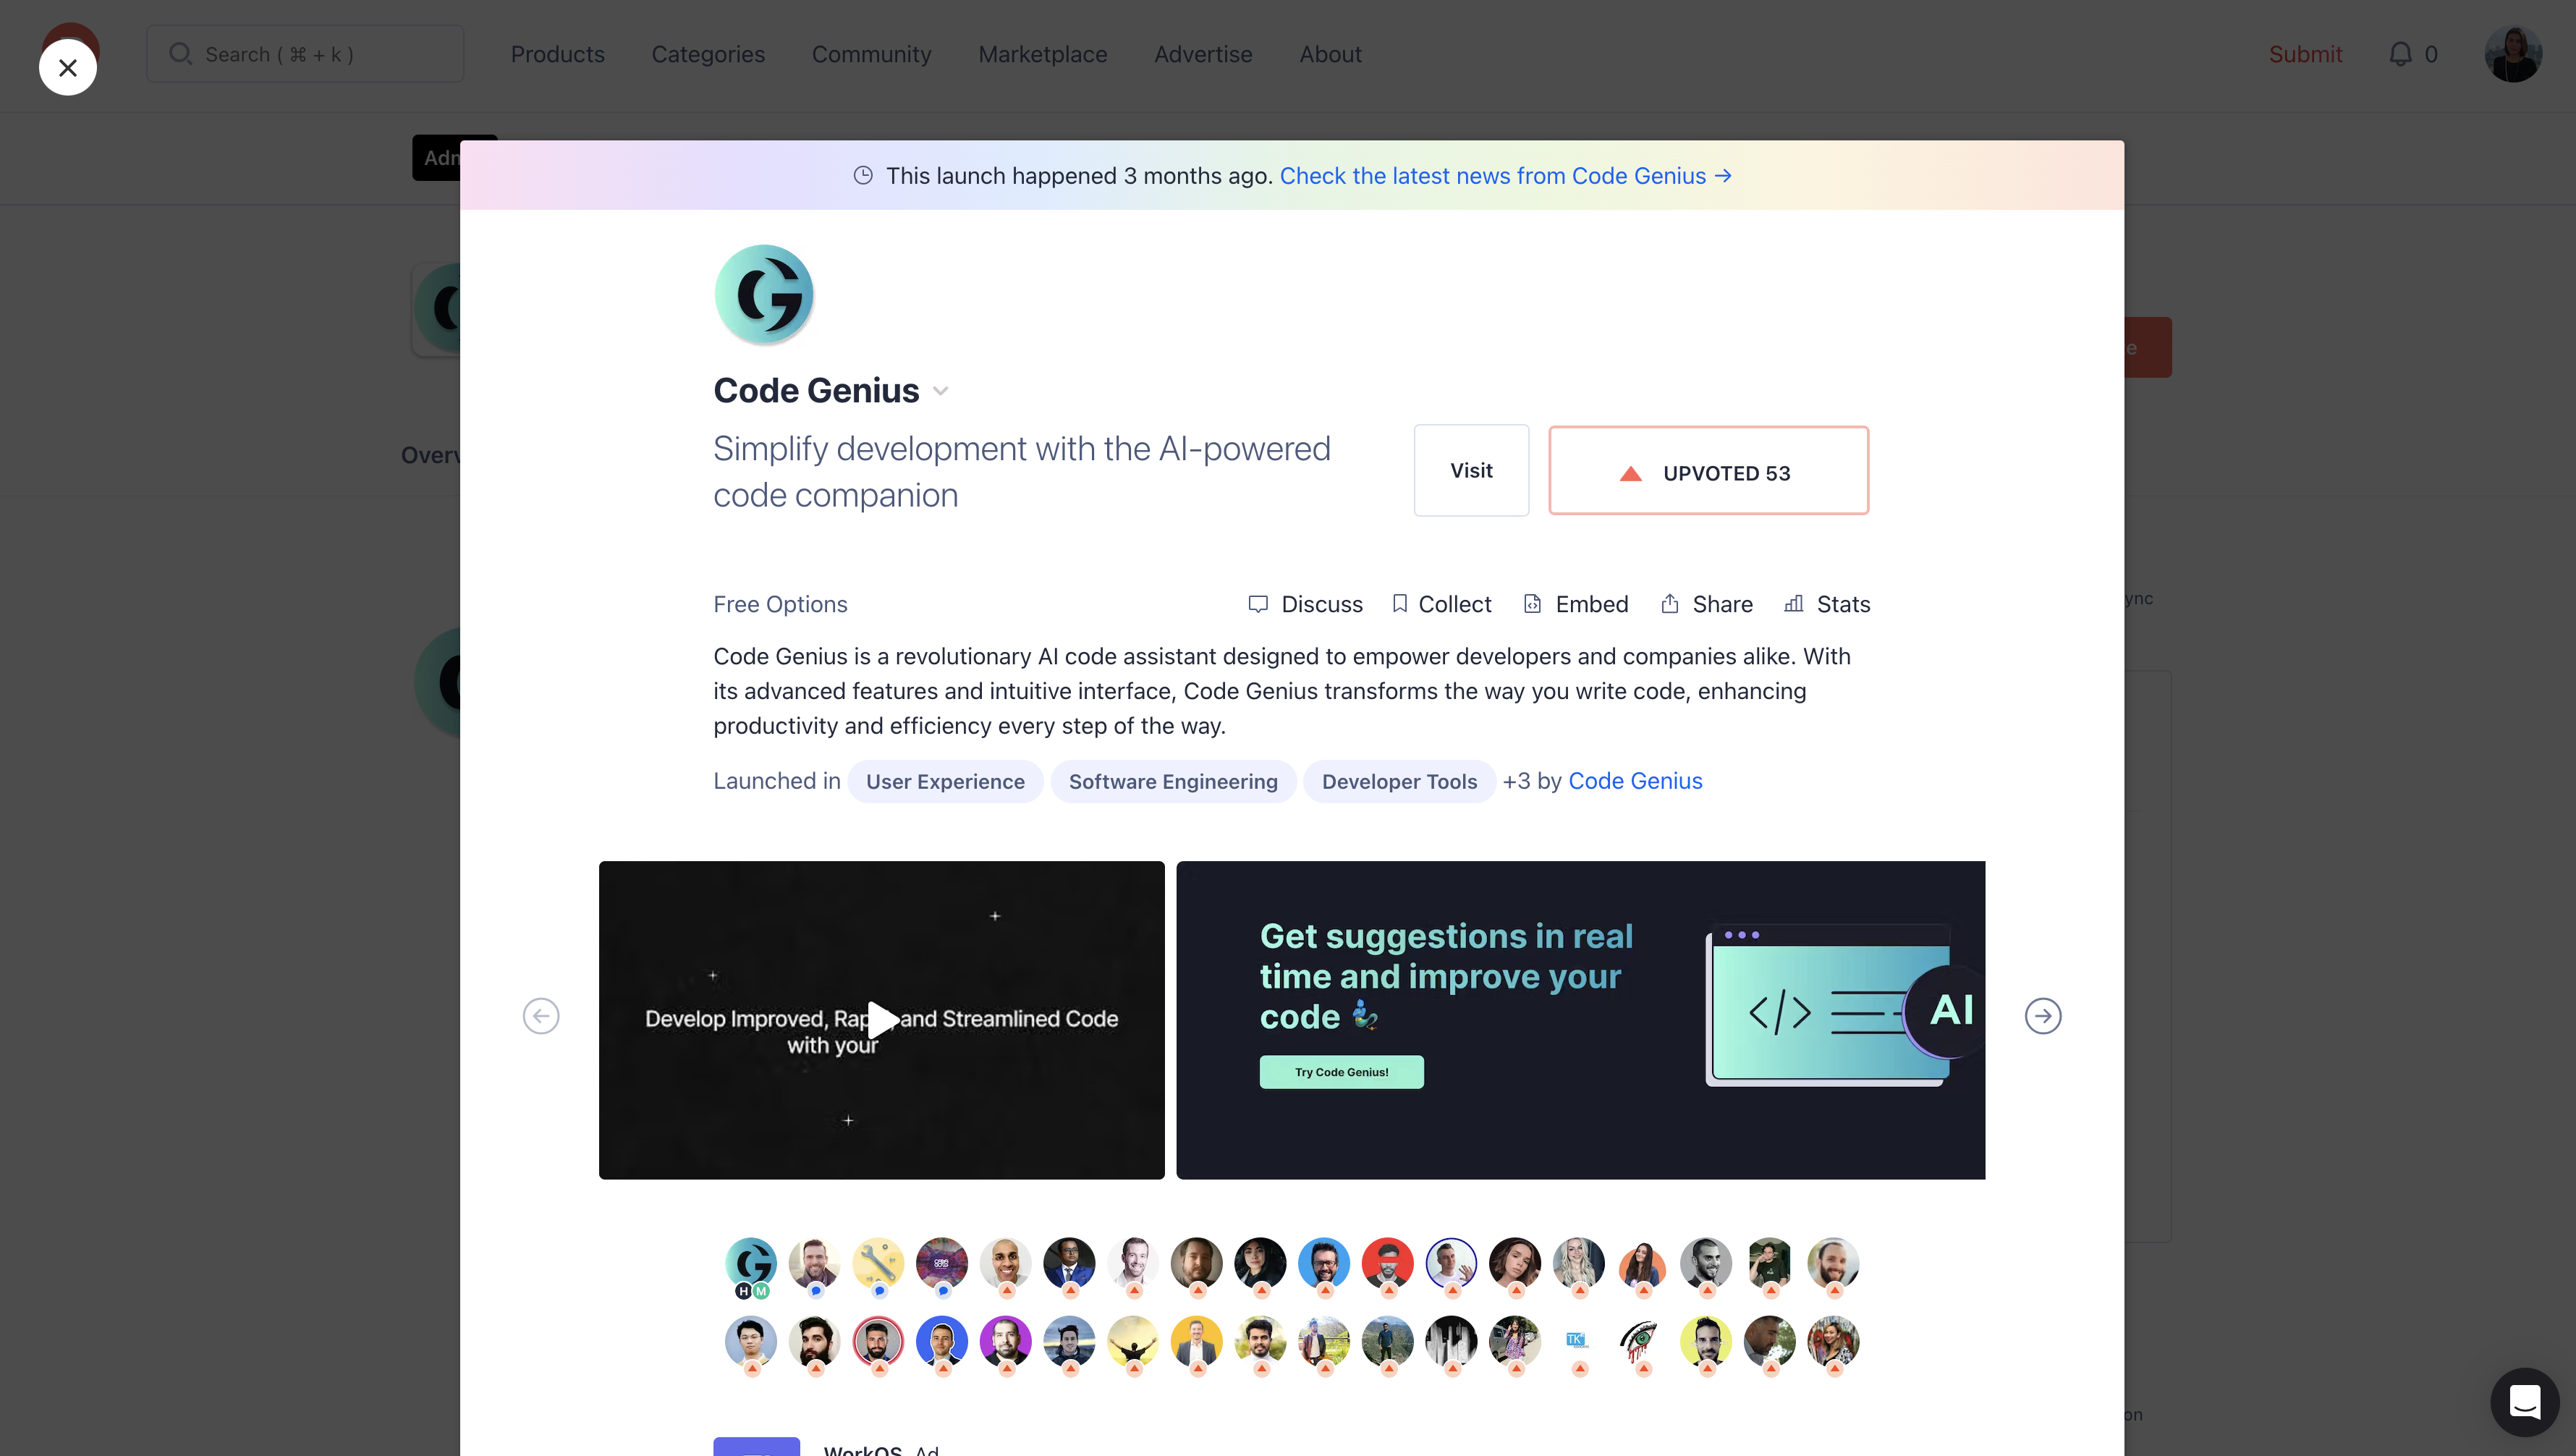 Search ( ⌘ + k )
Products
Categories
Community
Marketplace
Advertise
About
Submit
0
This launch happened 3 months ago. Check the latest news from Code Genius →
Code Genius
Simplify development with the AI-powered
code companion
Visit
UPVOTED 53
Free Options
Discuss
Collect
Embed
Share
Stats
Code Genius is a revolutionary AI code assistant designed to empower developers and companies alike. With
its advanced features and intuitive interface, Code Genius transforms the way you write code, enhancing
productivity and efficiency every step of the way.
Launched in User Experience Software Engineering Developer Tools +3 by Code Genius
Develop Improved, Rap and Streamlined Code
with your
Get suggestions in real
time and improve your
code
Try Code Genius!
</> AI
H M
TK
WorkOS Ad